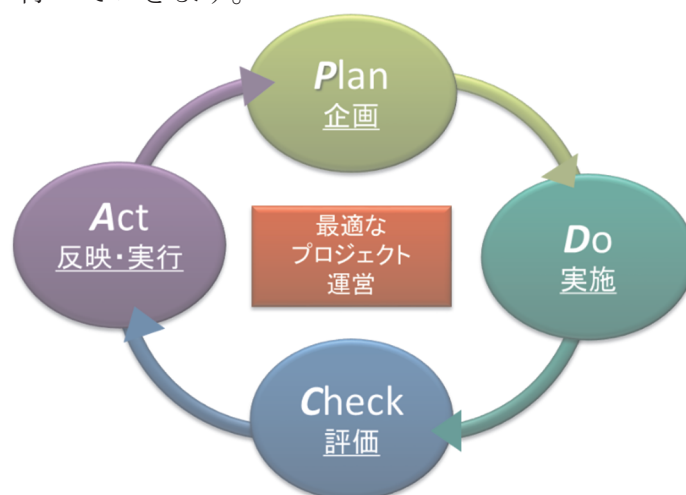 Plan
企画
Act
反映・実行
最適な
プロジェクト
運営
Do
実施
Check
評価